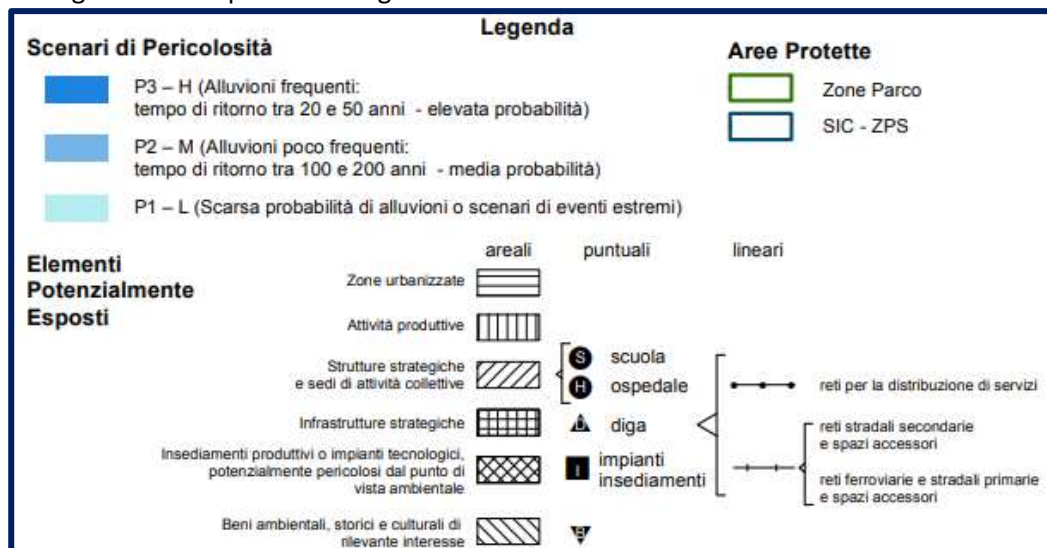 Legenda
Scenari di Pericolosità
P3 – H (Alluvioni frequenti:
tempo di ritorno tra 20 e 50 anni - elevata probabilità)
P2 – M (Alluvioni poco frequenti:
tempo di ritorno tra 100 e 200 anni - media probabilità)
P1 – L (Scarsa probabilità di alluvioni o scenari di eventi estremi)
Aree Protette
Zone Parco
SIC - ZPS
Elementi
Potenzialmente
Esposti
areali
puntuali
lineari
Zone urbanizzate
Attività produttive
Strutture strategiche
e sedi di attività collettive
S scuola
H ospedale
Infrastrutture strategiche
D diga
Insediamenti produttivi o impianti tecnologici,
potenzialmente pericolosi dal punto di
vista ambientale
I impianti
insediamenti
Beni ambientali, storici e culturali di
rilevante interesse
B
reti per la distribuzione di servizi
reti stradali secondarie
e spazi accessori
reti ferroviarie e stradali primarie
e spazi accessori